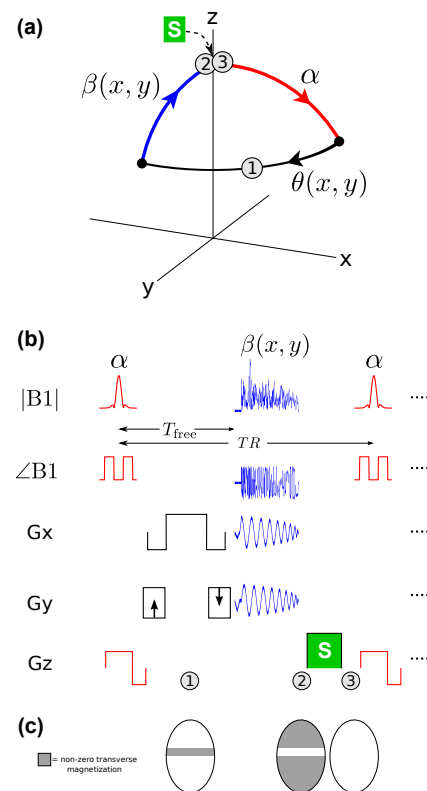 (a)
S
z
2 3
β(x, y)
α
1
θ(x, y)
x
y
(b)
α
β(x, y)
α
|B1|
....
T_free
TR
∠B1
....
Gx
....
Gy
....
S
Gz
....
1
2
3
(c)
= non-zero transverse
magnetization